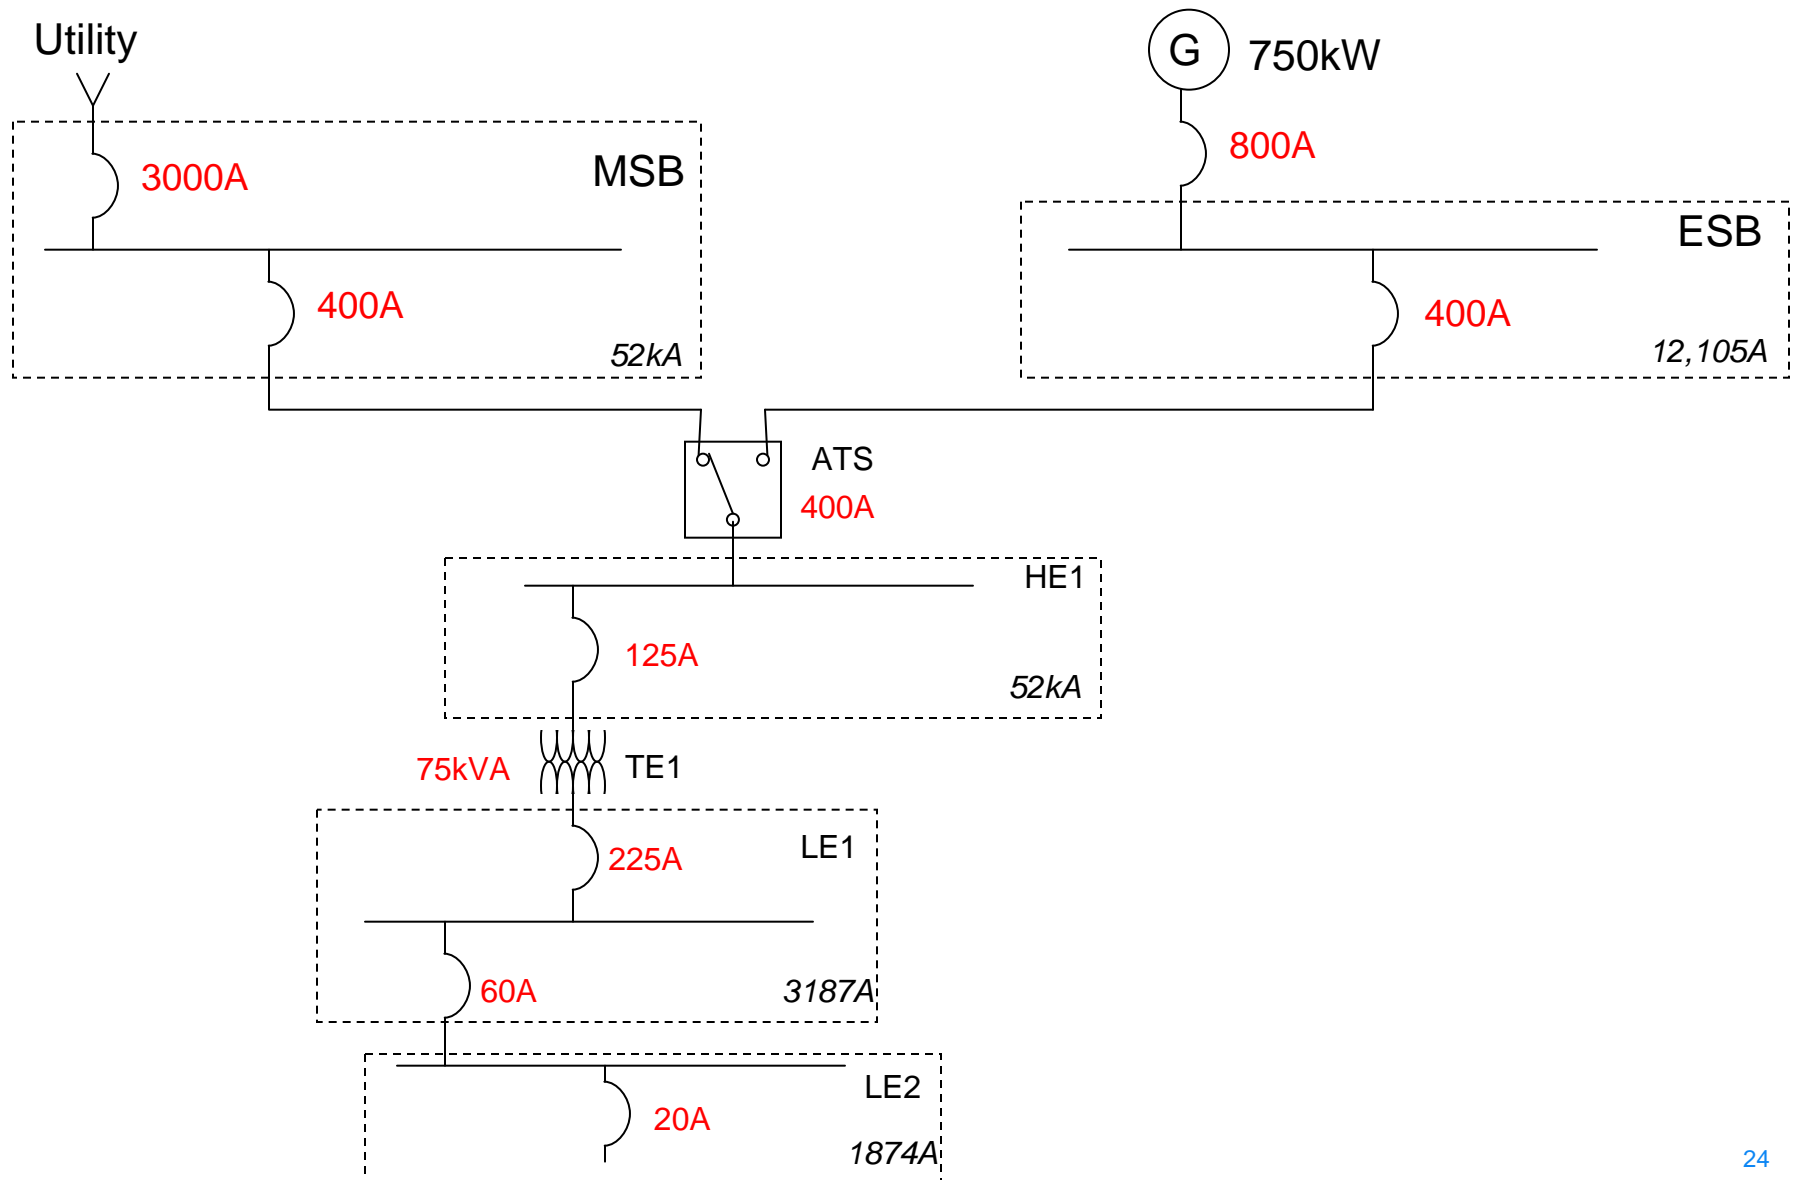 Utility
G
750kW
800A
3000A
MSB
ESB
400A
400A
52kA
12,105A
ATS
400A
HE1
125A
52kA
75kVA
TE1
LE1
225A
60A
3187A
LE2
20A
1874A
24